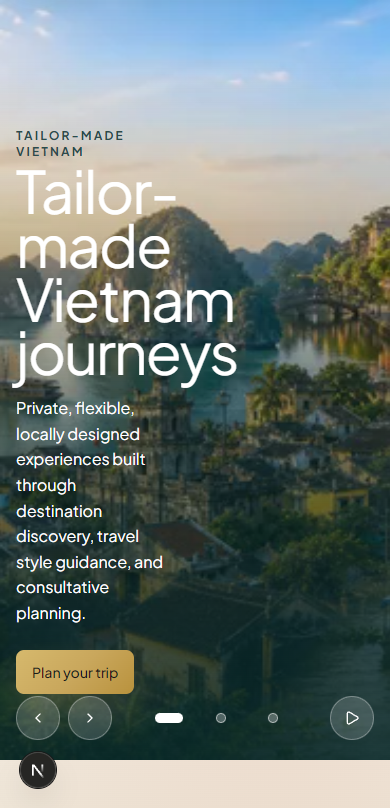 TAILOR-MADE
VIETNAM
Tailor-
made
Vietnam
journeys
Private, flexible,
locally designed
experiences built
through
destination
discovery, travel
style guidance, and
consultative
planning.
Plan your trip
N